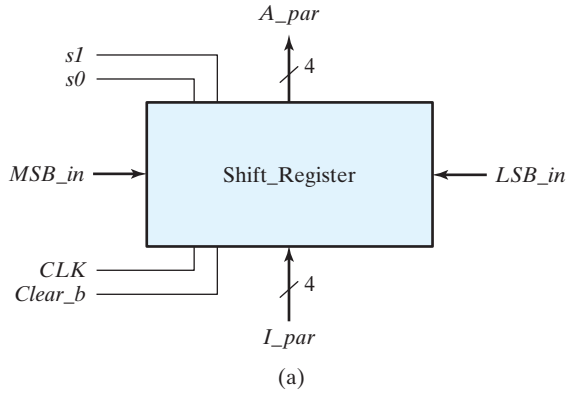 A_par
4
s1
s0
MSB_in
Shift_Register
LSB_in
CLK
Clear_b
4
I_par
(a)